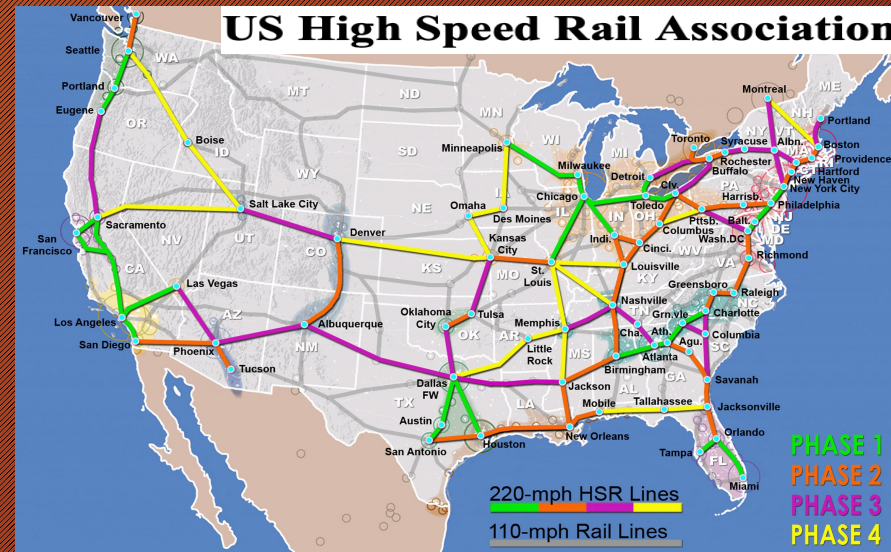 US High Speed Rail Association
Vancouver
Seattle
WA
Portland
Eugene
OR
Boise
ID
MT
ND
MN
Minneapolis
SD
WI
Milwaukee
MI
WY
Salt Lake City
NE
Omaha
Des Moines
Chicago
IL
IN
OH
Detroit
Toledo
Clv.
Toronto
Montreal
ME
NH
VT
NY
Portland
Syracuse
Albn.
Boston
MA
Providence
Hartford
New Haven
Rochester
Buffalo
New York City
PA
Harrisb.
Philadelphia
NJ
DE
MD
Pttsb.
Balt.
Wash.DC
Columbus
Indi.
Cinci.
WV
VA
Richmond
Sacramento
San
Francisco
NV
UT
CA
CO
Denver
KS
Kansas
City
MO
St.
Louis
Louisville
KY
Las Vegas
Los Angeles
San Diego
AZ
Phoenix
Tucson
Albuquerque
NM
Oklahoma
City
OK
Tulsa
AR
Little
Rock
Memphis
Nashville
TN
Cha.
Greensboro
Raleigh
NC
Charlotte
Grn.vle
Ath.
Columbia
SC
Agu.
Atlanta
Birmingham
GA
AL
MS
Jackson
Dallas
FW
TX
LA
Austin
San Antonio
Houston
New Orleans
Mobile
Tallahassee
Savanah
Jacksonville
Orlando
Tampa
FL
Miami
220-mph HSR Lines
110-mph Rail Lines
PHASE 1
PHASE 2
PHASE 3
PHASE 4